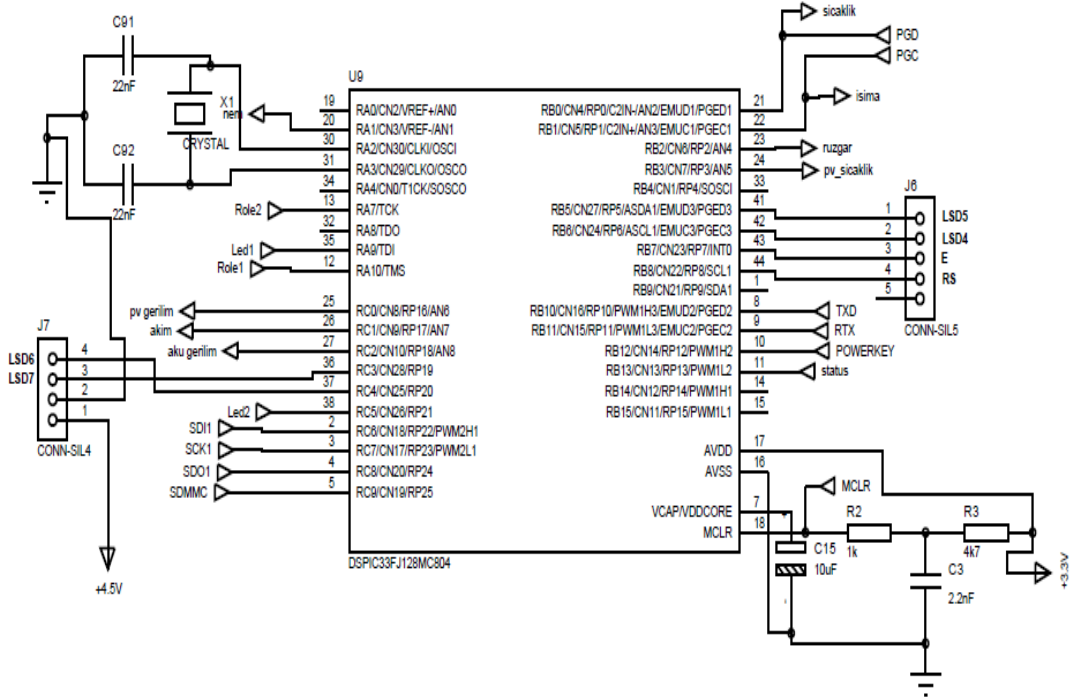 C91
22nF
X1
CRYSTAL
C92
22nF
nem
Role2
Led1
Role1
pv gerilim
akim
aku gerilim
J7
LSD6
LSD7
4
3
2
1
CONN-SIL4
+4.5V
Led2
SDI1
SCK1
SDO1
SDMMC
U9
19 RA0/CN2/VREF+/AN0
20 RA1/CN3/VREF-/AN1
30 RA2/CN30/CLKI/OSCI
31 RA3/CN29/CLKO/OSCO
34 RA4/CN0/T1CK/SOSCO
13 RA7/TCK
32 RA8/TDO
35 RA9/TDI
12 RA10/TMS
25 RC0/CN8/RP16/AN6
26 RC1/CN9/RP17/AN7
27 RC2/CN10/RP18/AN8
36 RC3/CN28/RP19
37 RC4/CN25/RP20
38 RC5/CN26/RP21
2 RC6/CN18/RP22/PWM2H1
3 RC7/CN17/RP23/PWM2L1
4 RC8/CN20/RP24
5 RC9/CN19/RP25
RB0/CN4/RP0/C2IN-/AN2/EMUD1/PGED1 21
RB1/CN5/RP1/C2IN+/AN3/EMUC1/PGEC1 22
RB2/CN6/RP2/AN4 23
RB3/CN7/RP3/AN5 24
RB4/CN1/RP4/SOSCI 33
RB5/CN27/RP5/ASDA1/EMUD3/PGED3 41
RB6/CN24/RP6/ASCL1/EMUC3/PGEC3 42
RB7/CN23/RP7/INT0 43
RB8/CN22/RP8/SCL1 44
RB9/CN21/RP9/SDA1 1
RB10/CN16/RP10/PWM1H3/EMUD2/PGED2 8
RB11/CN15/RP11/PWM1L3/EMUC2/PGEC2 9
RB12/CN14/RP12/PWM1H2 10
RB13/CN13/RP13/PWM1L2 11
RB14/CN12/RP14/PWM1H1 14
RB15/CN11/RP15/PWM1L1 15
AVDD 17
AVSS 16
VCAP/VDDCORE 7
MCLR 18
DSPIC33FJ128MC804
sicaklik
PGD
PGC
isima
ruzgar
pv_sicaklik
J6
1 LSD5
2 LSD4
3 E
4 RS
5
CONN-SIL5
TXD
RTX
POWERKEY
status
MCLR
R2
1k
R3
4k7
C15
10uF
C3
2.2nF
+3.3V